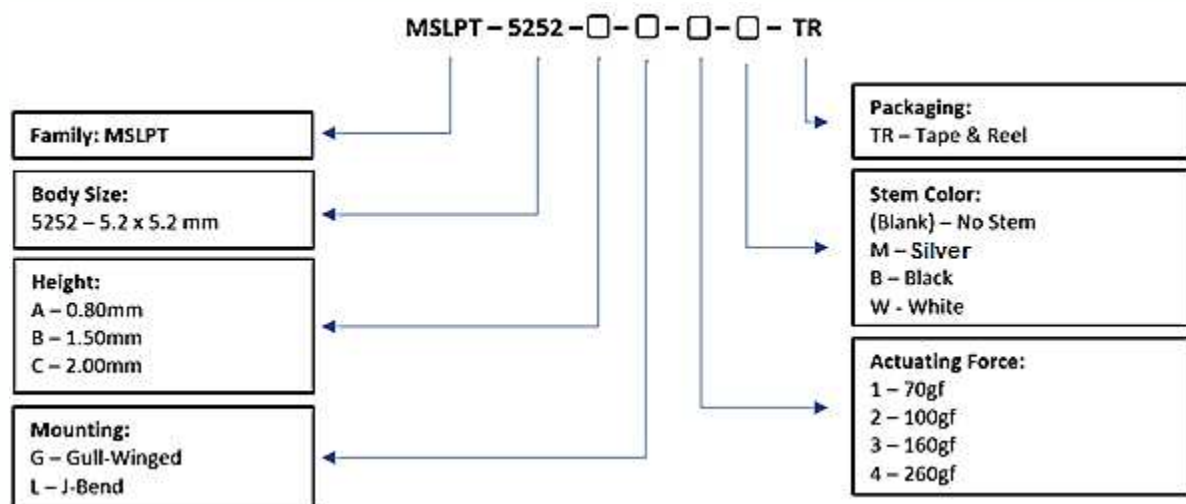 MSLPT – 5252 – ☐ – ☐ – ☐ – ☐ – TR
Family: MSLPT
Body Size:
5252 – 5.2 x 5.2 mm
Height:
A – 0.80mm
B – 1.50mm
C – 2.00mm
Mounting:
G – Gull-Winged
L – J-Bend
Packaging:
TR – Tape & Reel
Stem Color:
(Blank) – No Stem
M – Silver
B – Black
W - White
Actuating Force:
1 – 70gf
2 – 100gf
3 – 160gf
4 – 260gf